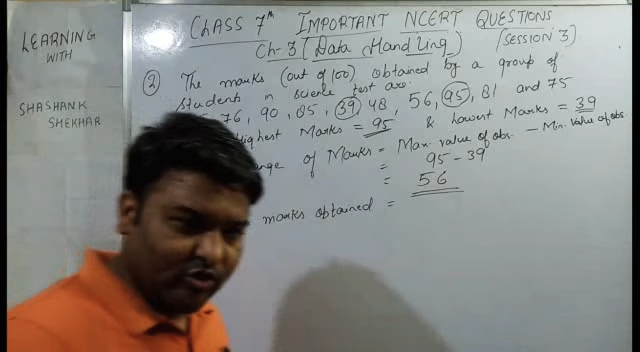 LEARNING
WITH
SHASHANK
SHEKHAR
CLASS 7th IMPORTANT NCERT QUESTIONS
Ch-3 (Data Handling) (SESSION 3)
② The marks (out of 100) obtained by a group of
students in science test are:
76, 90, 85, 39, 48, 56, 95, 81 and 75
Highest Marks = 95 & Lowest Marks = 39
of Marks = Max. value of obs. - Min. value of obs.
= 95 - 39
= 56
marks obtained =